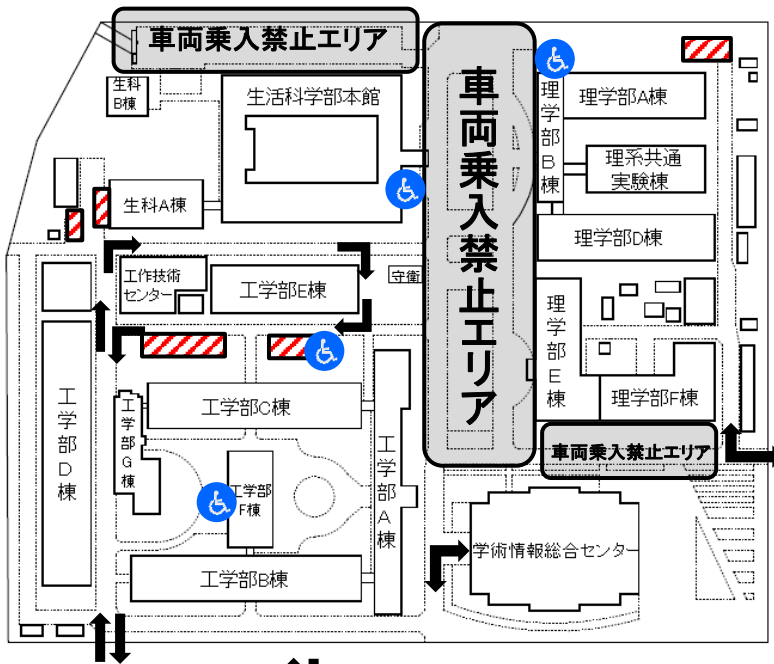 車両乗入禁止エリア
生科
B棟
生活科学部本館
車両乗入禁止エリア
理学部B棟
理学部A棟
理系共通
実験棟
生科A棟
理学部D棟
工作技術
センター
工学部E棟
守衛
理学部E棟
理学部F棟
工学部D棟
工学部G棟
工学部C棟
工学部A棟
車両乗入禁止エリア
工学部
F棟
学術情報総合センター
工学部B棟